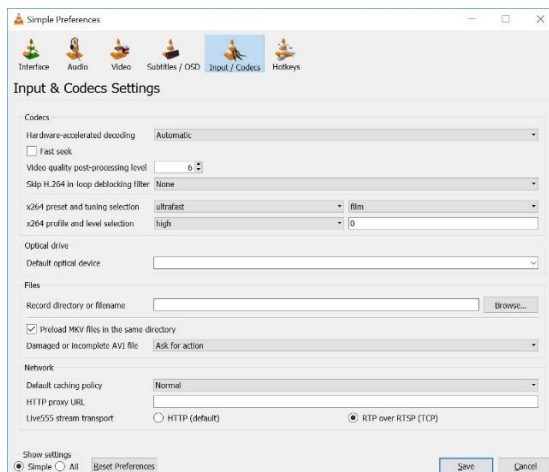 Simple Preferences
Interface Audio Video Subtitles / OSD Input / Codecs Hotkeys
Input & Codecs Settings
Codecs
Hardware-accelerated decoding Automatic
Fast seek
Video quality post-processing level 6
Skip H.264 in-loop deblocking filter None
x264 preset and tuning selection ultrafast film
x264 profile and level selection high 0
Optical drive
Default optical device
Files
Record directory or filename Browse...
Preload MKV files in the same directory
Damaged or incomplete AVI file Ask for action
Network
Default caching policy Normal
HTTP proxy URL
Live555 stream transport HTTP (default) RTP over RTSP (TCP)
Show settings
Simple All Reset Preferences Save Cancel